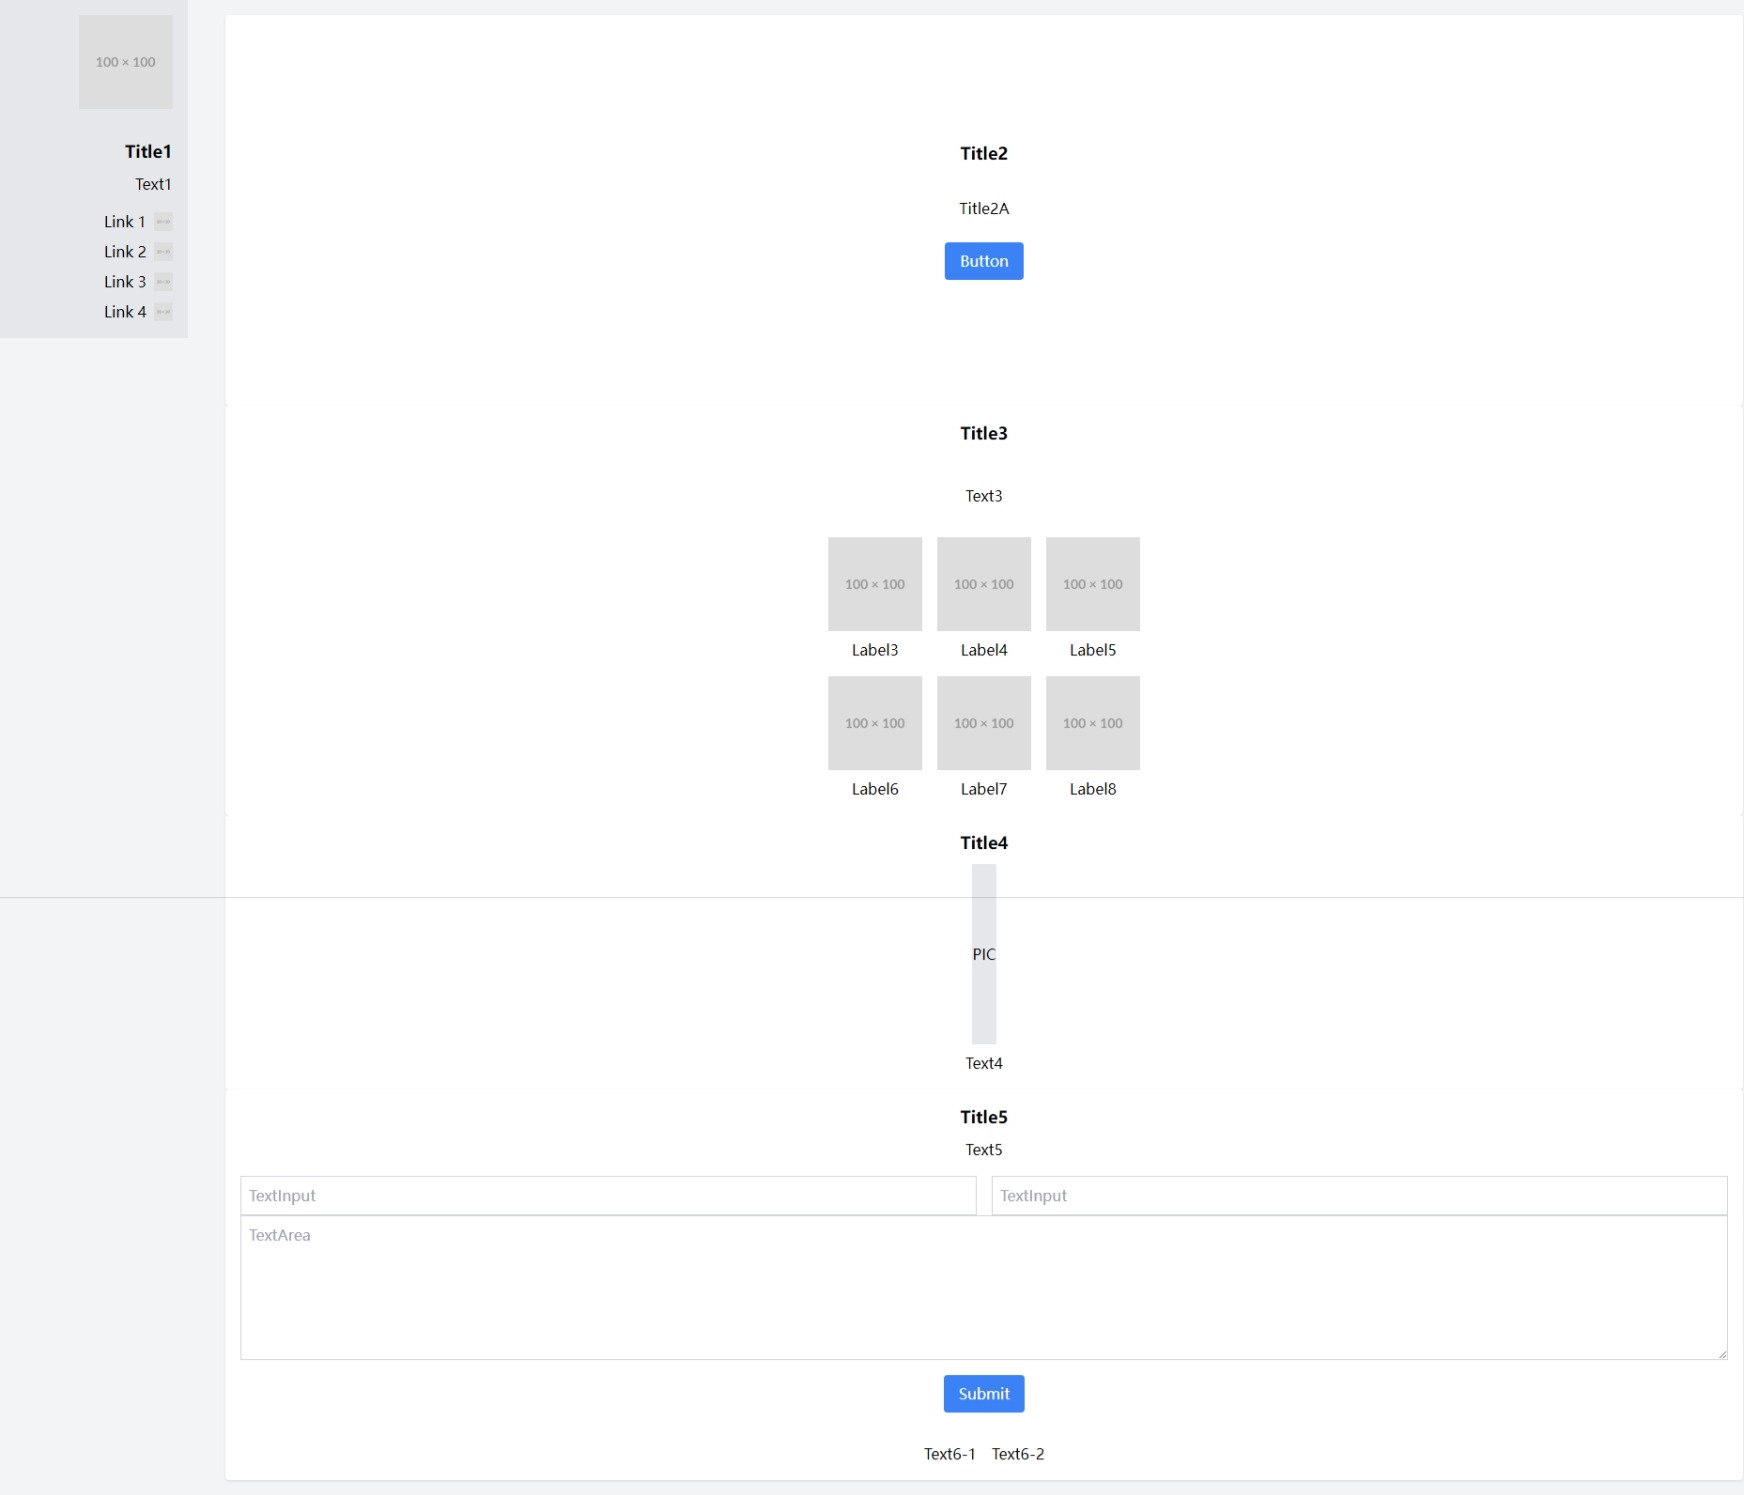 100 × 100
Title1
Text1
Link 1
Link 2
Link 3
Link 4
Title2
Title2A
Button
Title3
Text3
100 × 100 100 × 100 100 × 100
Label3 Label4 Label5
100 × 100 100 × 100 100 × 100
Label6 Label7 Label8
Title4
PIC
Text4
Title5
Text5
TextInput TextInput
TextArea
Submit
Text6-1 Text6-2